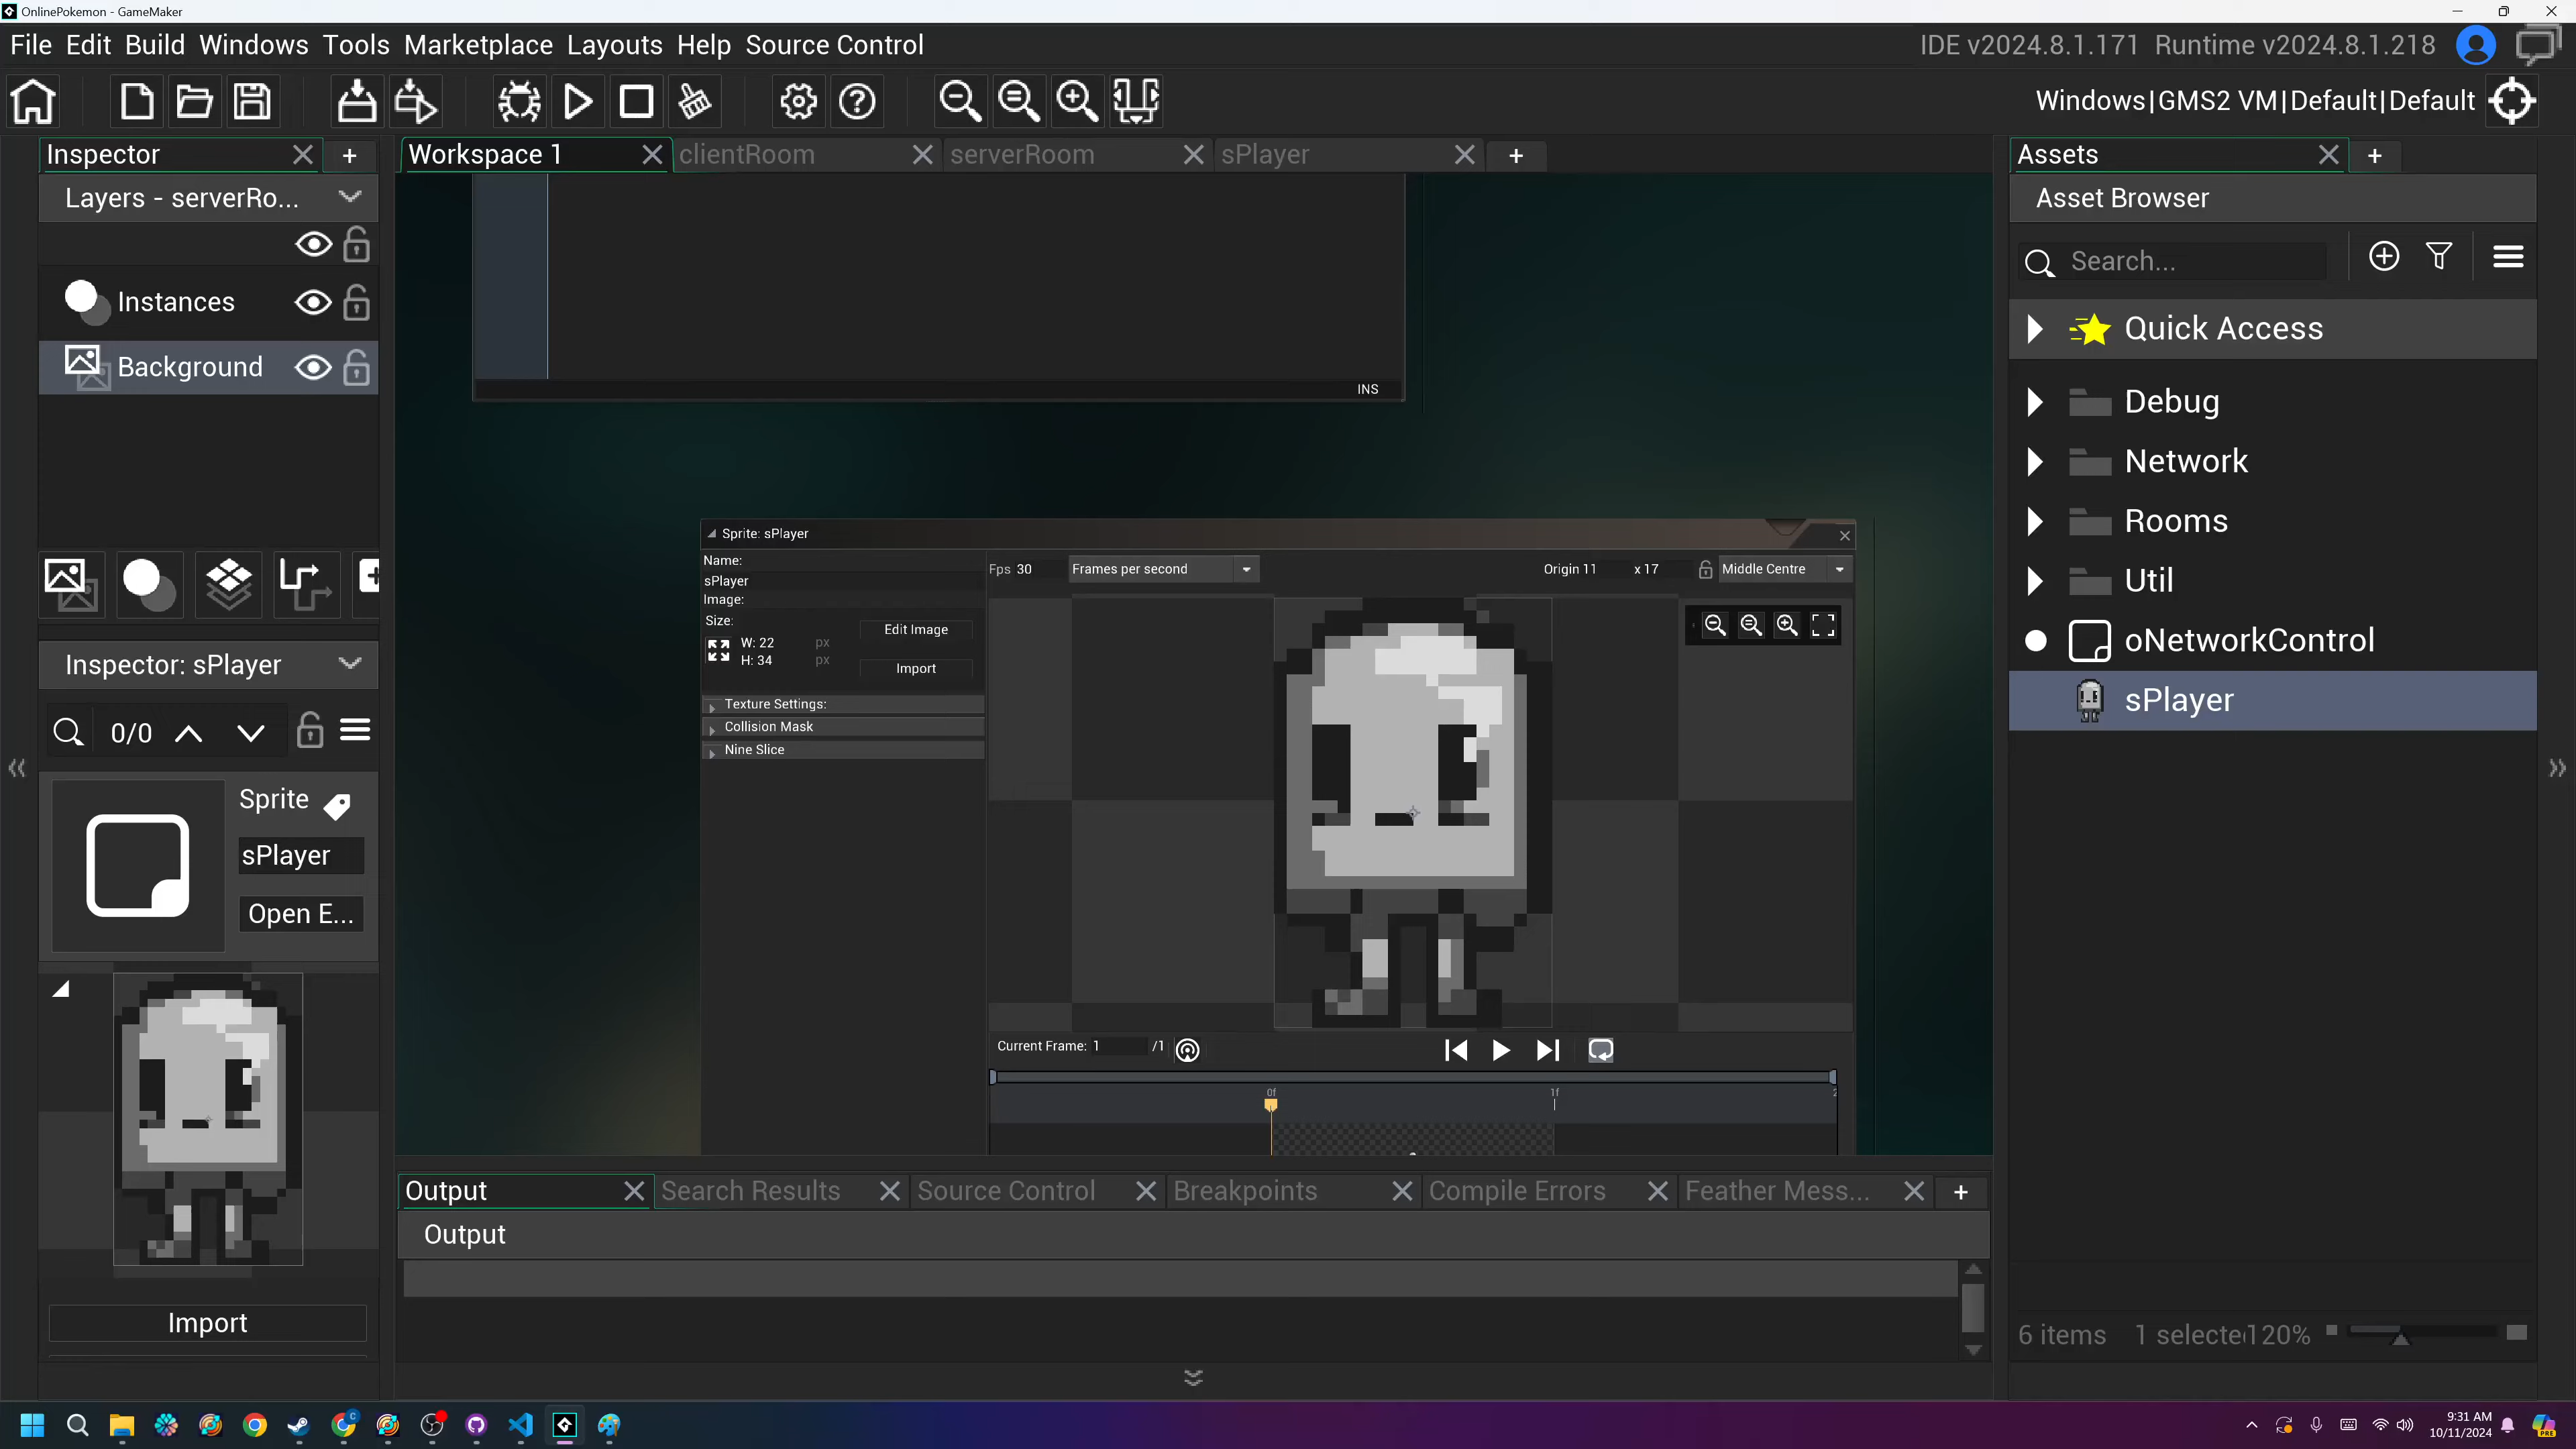 OnlinePokemon - GameMaker
File Edit Build Windows Tools Marketplace Layouts Help Source Control
IDE v2024.8.1.171 Runtime v2024.8.1.218
Windows|GMS2 VM|Default|Default
Inspector
Workspace 1
clientRoom
serverRoom
sPlayer
Assets
Layers - serverRo...
Asset Browser
Search...
Instances
INS
Background
Quick Access
Debug
Network
Rooms
Util
oNetworkControl
sPlayer
Sprite: sPlayer
Name:
sPlayer
Image:
Size:
W: 22 px
H: 34 px
Edit Image
Import
Texture Settings:
Collision Mask
Nine Slice
Fps 30
Frames per second
Origin 11 x 17
Middle Centre
Current Frame: 1 /1
0f
1f
2
Inspector: sPlayer
0/0
Sprite
sPlayer
Open E...
Import
Output
Search Results
Source Control
Breakpoints
Compile Errors
Feather Mess...
Output
6 items 1 selecte 120%
9:31 AM
10/11/2024
C
PRE